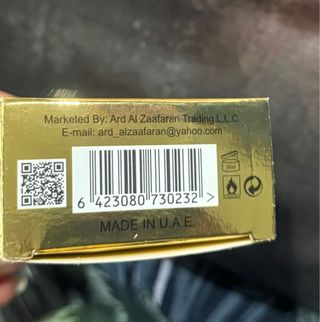 Marketed By: Ard Al Zaafaran Trading L.L.C
E-mail: ard_alzaafaran@yahoo.com
6 423080 730232 >
MADE IN U.A.E.